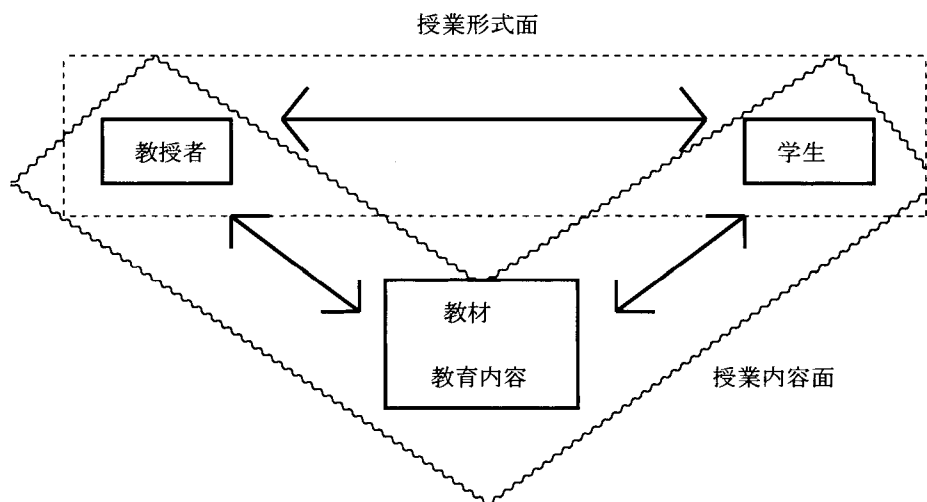 授業形式面
教授者
学生
教材
教育内容
授業内容面